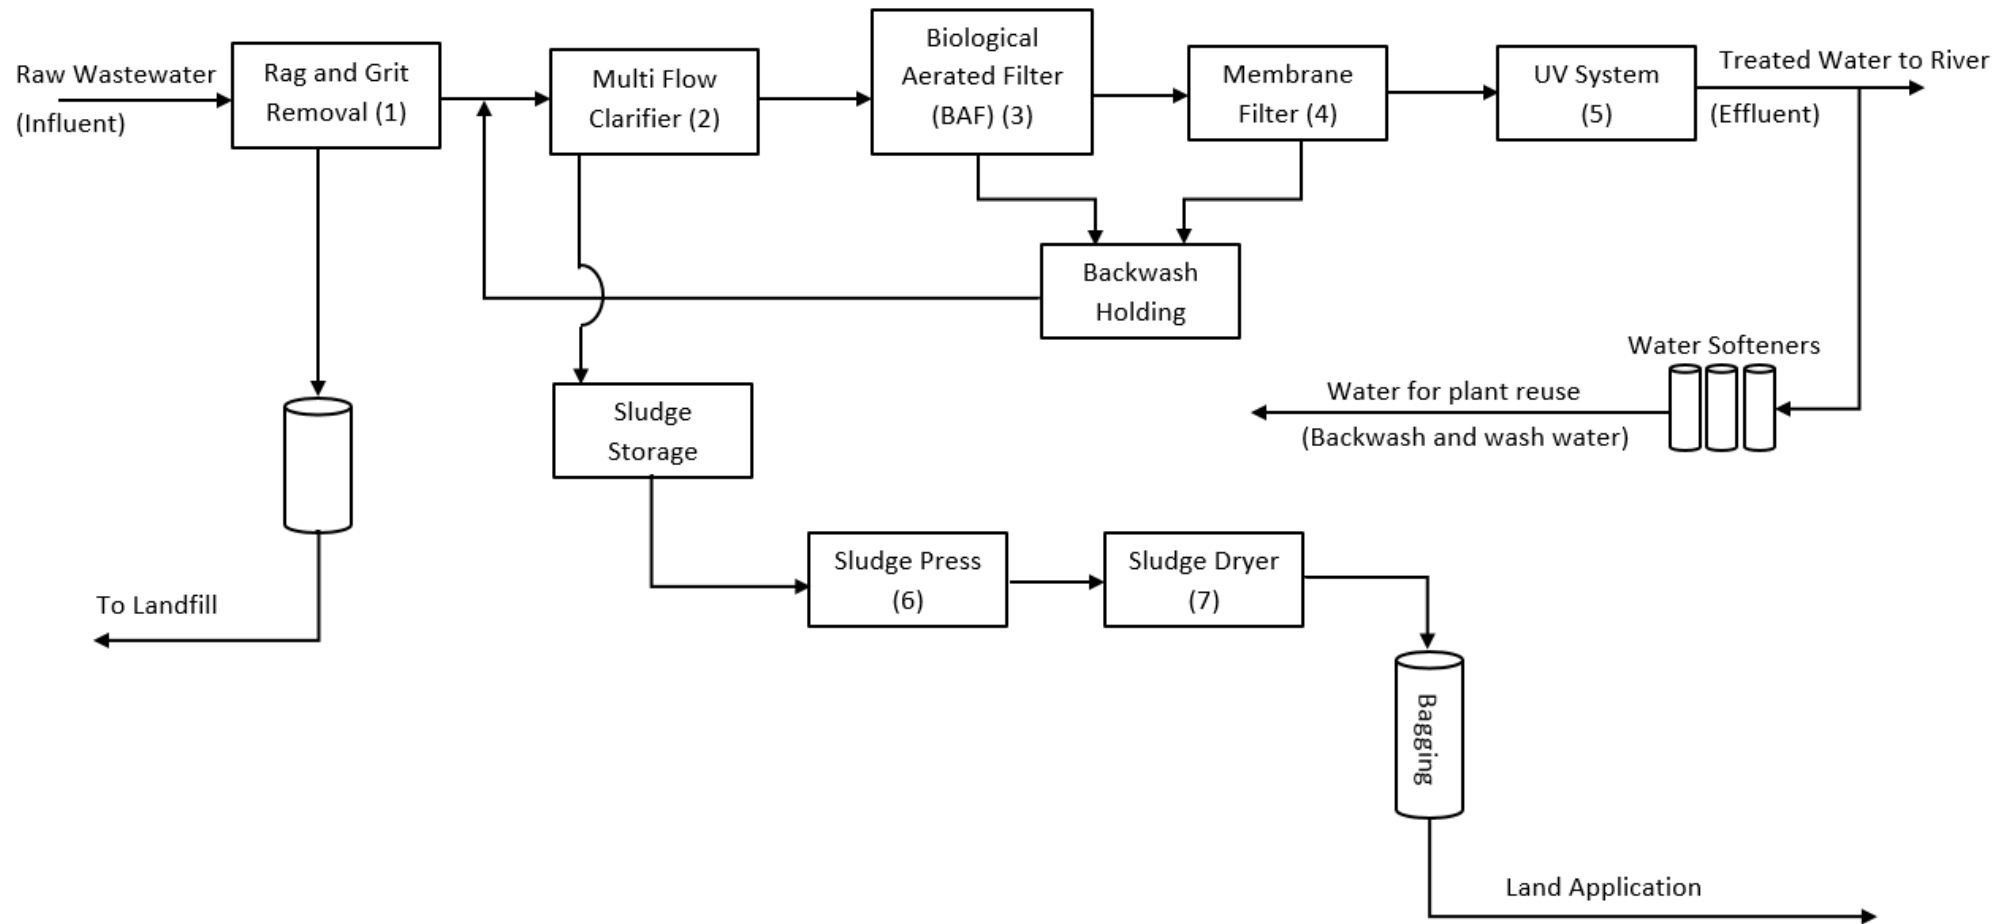 Raw Wastewater
(Influent)
Rag and Grit
Removal (1)
Multi Flow
Clarifier (2)
Biological
Aerated Filter
(BAF) (3)
Membrane
Filter (4)
UV System
(5)
Treated Water to River
(Effluent)
Backwash
Holding
Water Softeners
Water for plant reuse
(Backwash and wash water)
Sludge
Storage
Sludge Press
(6)
Sludge Dryer
(7)
To Landfill
Bagging
Land Application